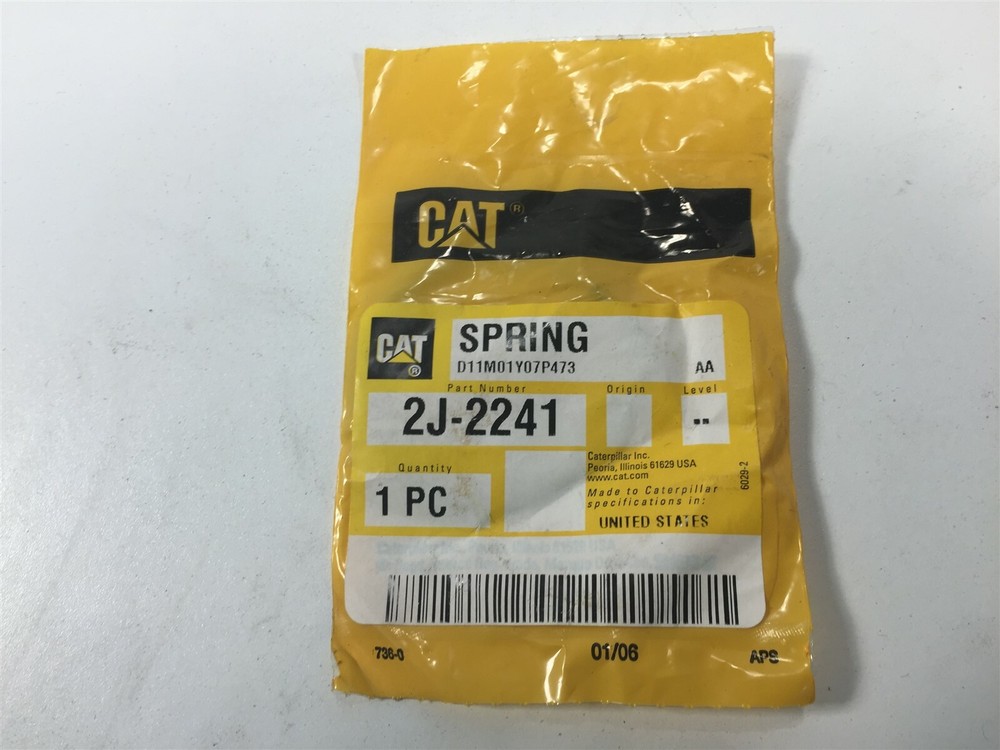 CAT®
CAT®
SPRING
D11M01Y07P473 AA
Part Number Origin Level
2J-2241 --
Quantity
1 PC
Caterpillar Inc.
Peoria, Illinois 61629 USA
www.cat.com
Made to Caterpillar
specifications in:
UNITED STATES
6029-2
736-0 01/06 APS